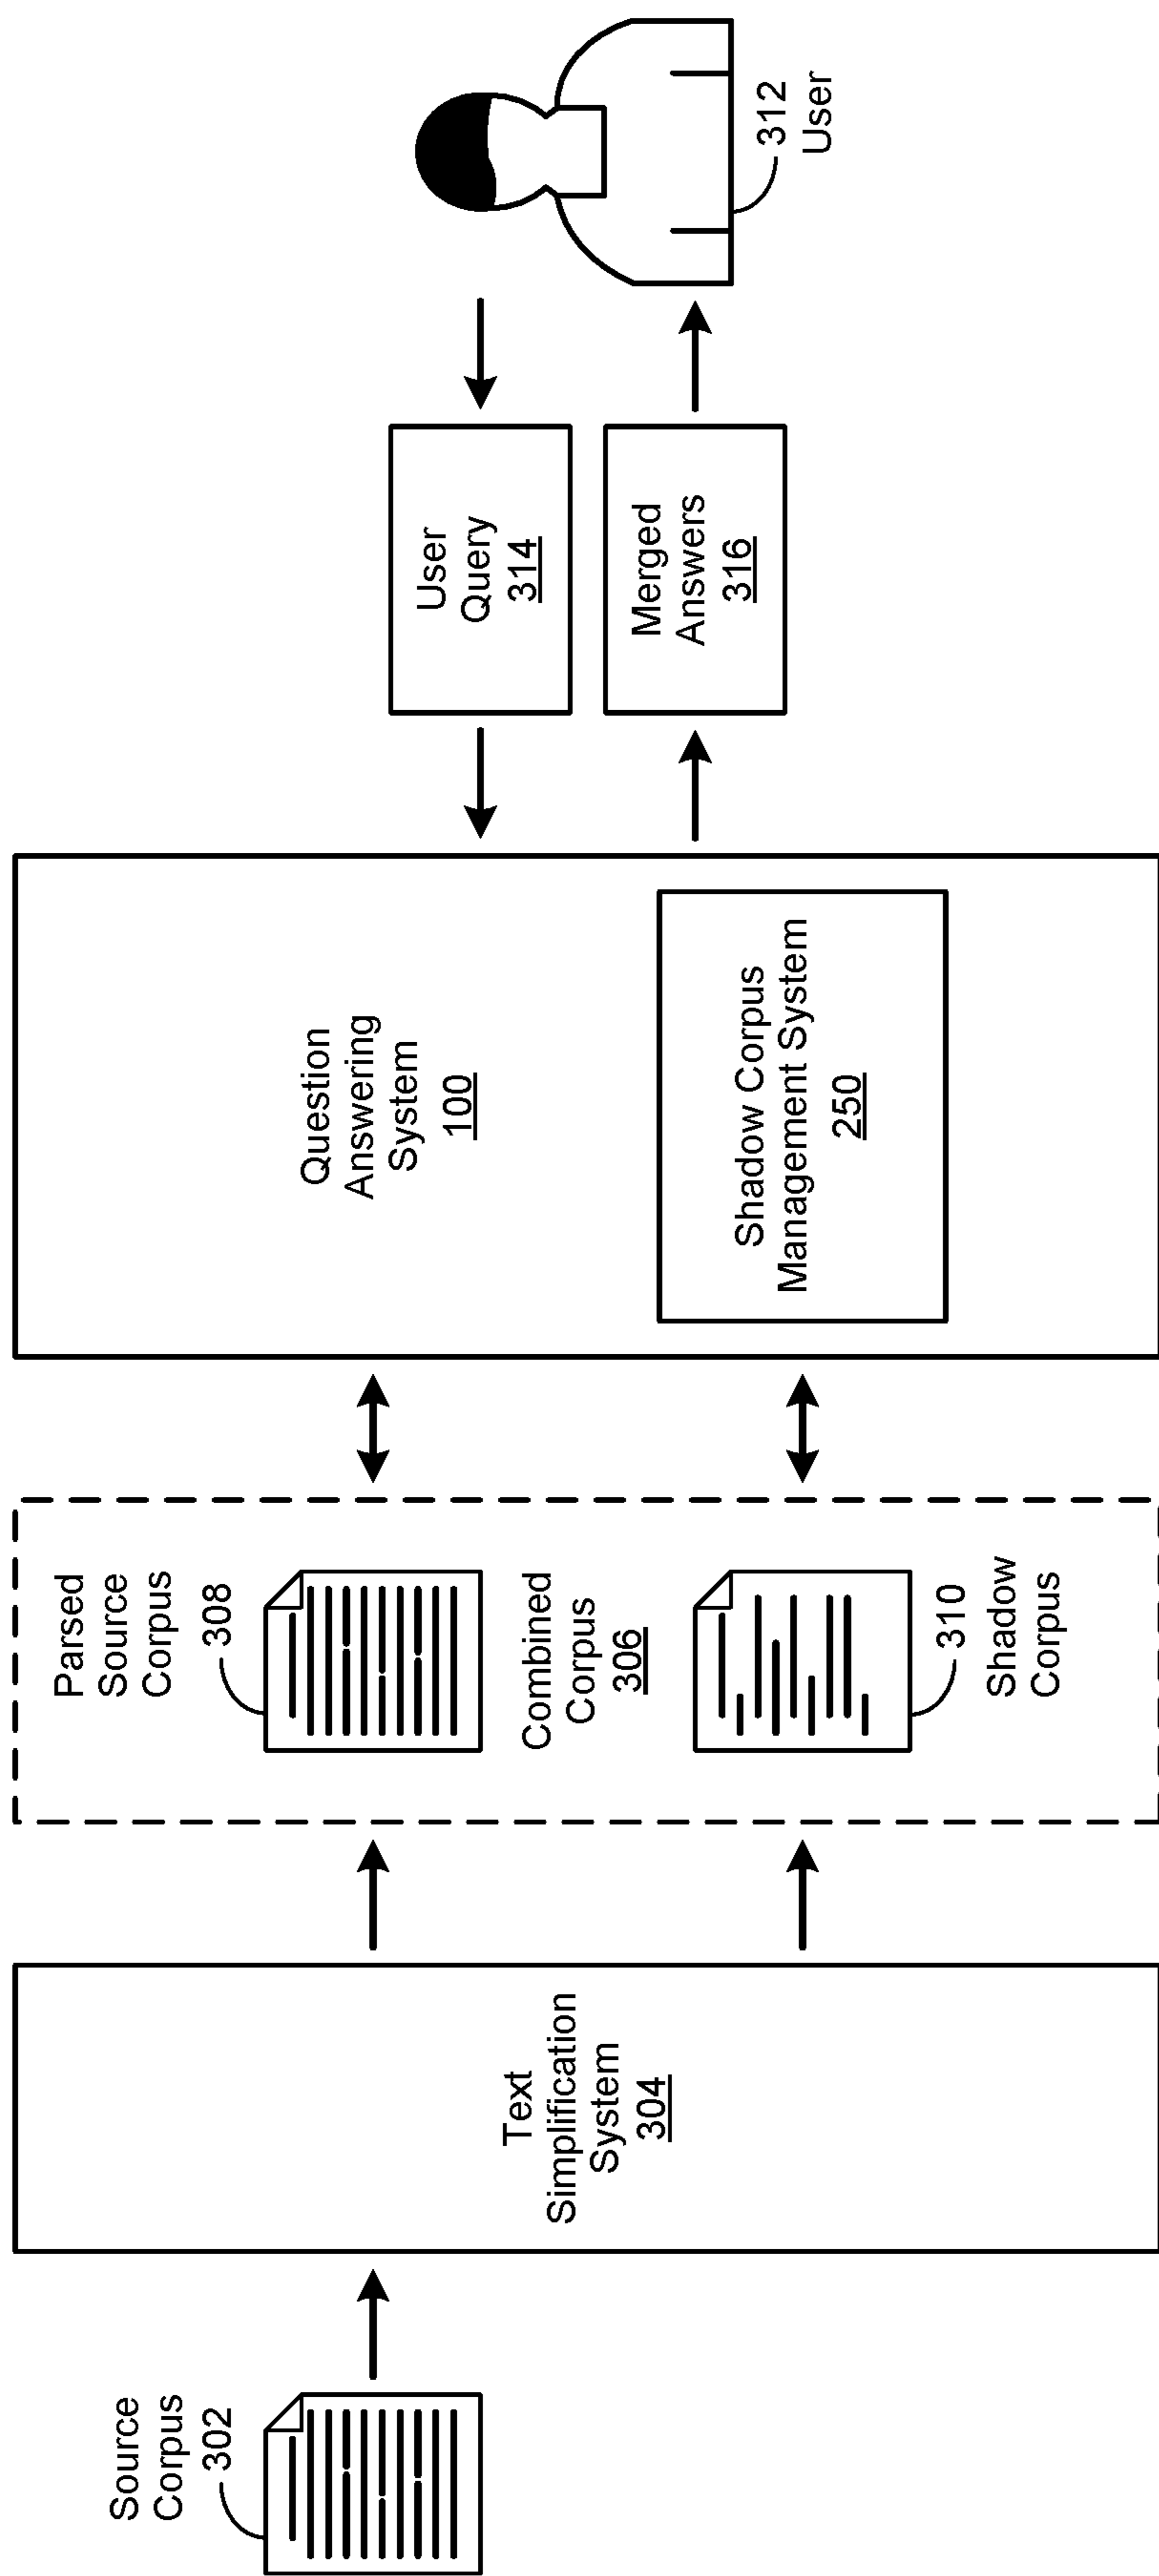 Source
Corpus
302
Text
Simplification
System
304
Parsed
Source
Corpus
308
Combined
Corpus
306
310
Shadow
Corpus
Question
Answering
System
100
Shadow Corpus
Management System
250
User
Query
314
Merged
Answers
316
312
User